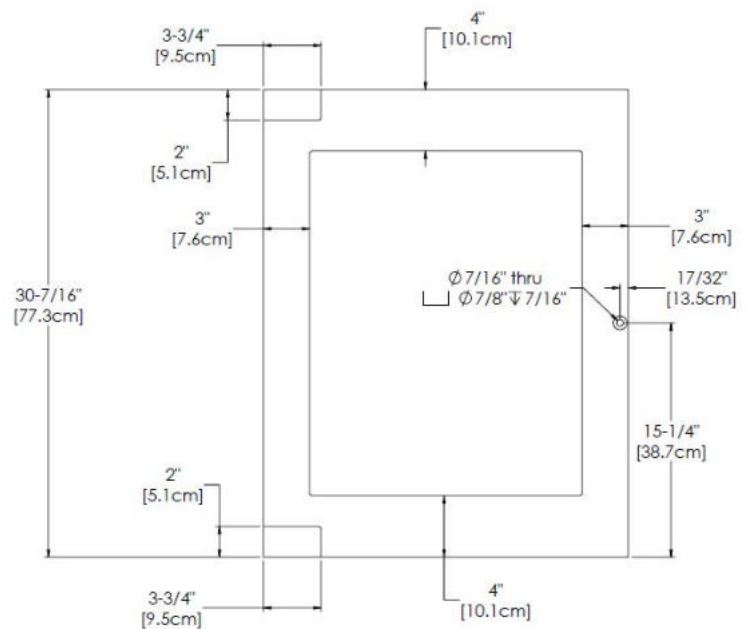 4"
[10.1cm]
3-3/4"
[9.5cm]
2"
[5.1cm]
3"
[7.6cm]
3"
[7.6cm]
Ø 7/16" thru
⌴ Ø 7/8" ↧ 7/16"
17/32"
[13.5cm]
30-7/16"
[77.3cm]
15-1/4"
[38.7cm]
2"
[5.1cm]
3-3/4"
[9.5cm]
4"
[10.1cm]